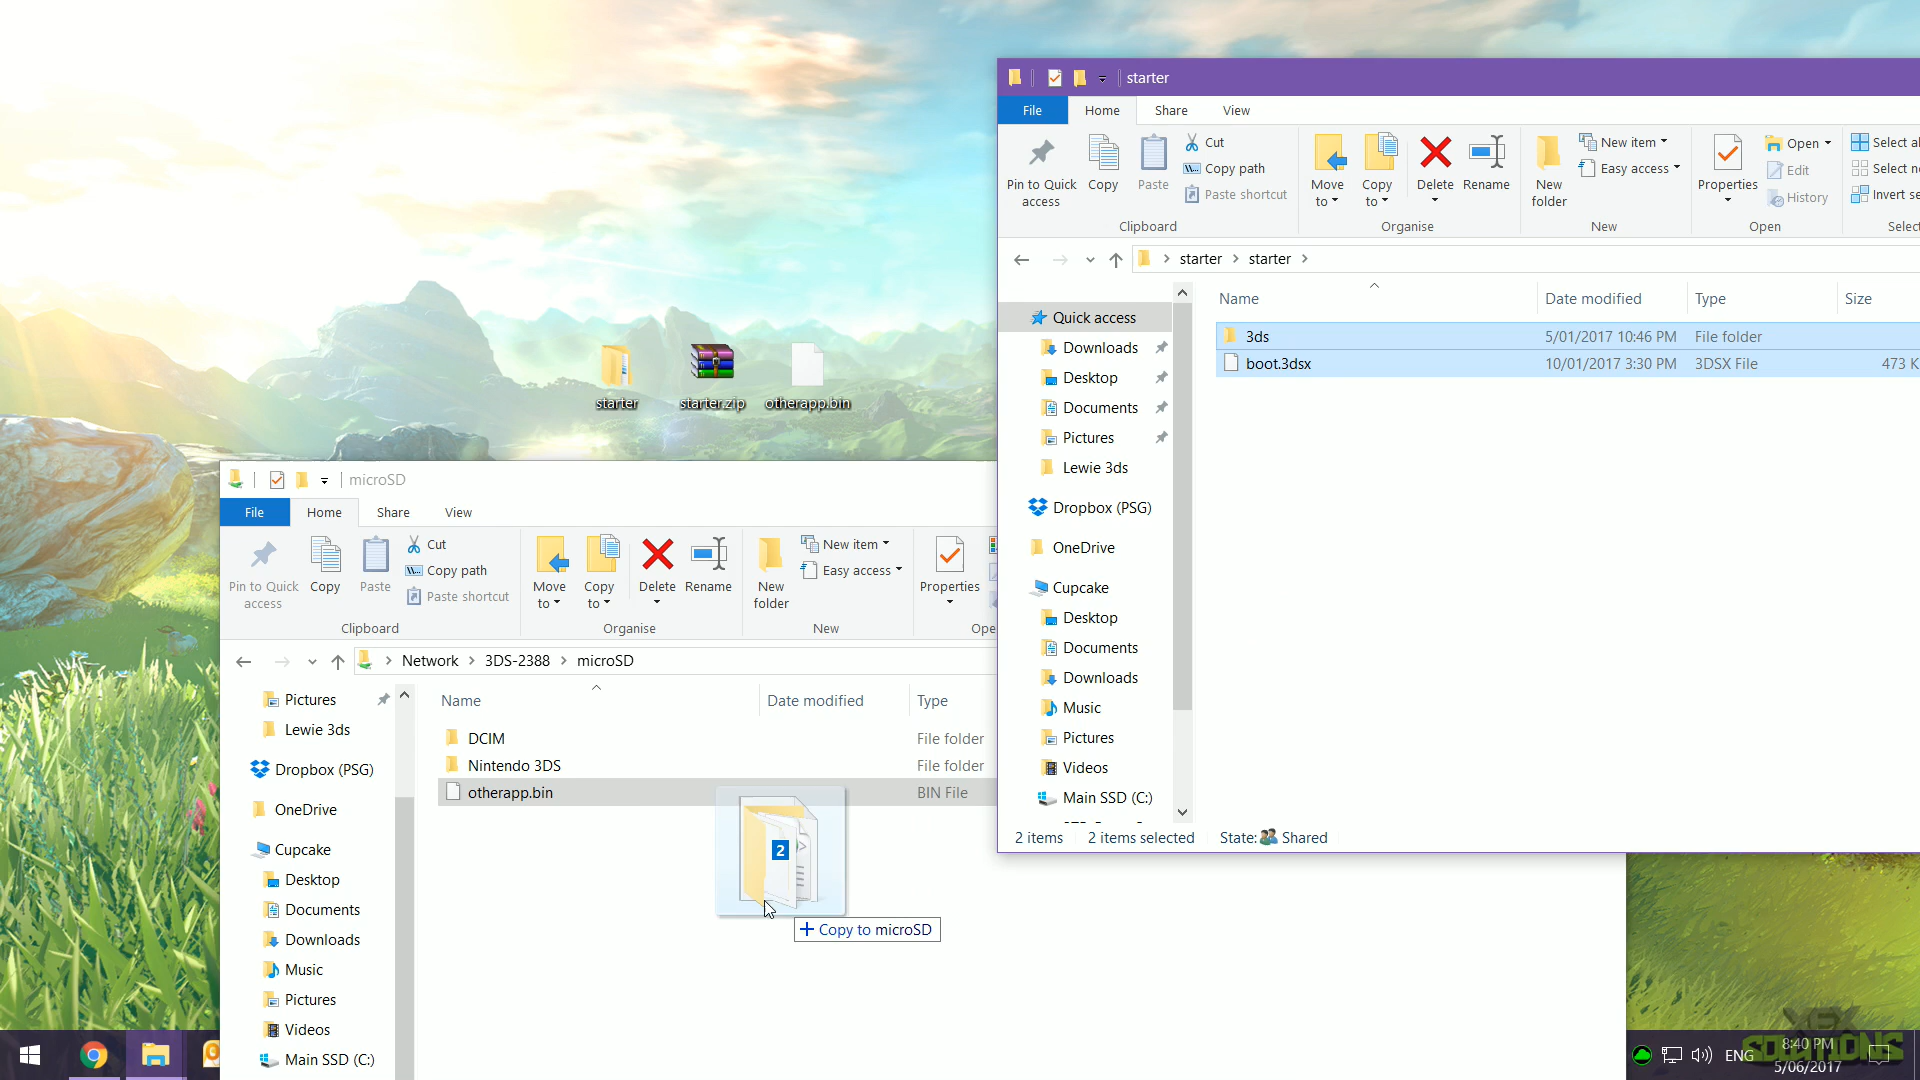 starter
File
Home
Share
View
Pin to Quick access
Copy
Paste
Cut
Copy path
Paste shortcut
Clipboard
Move to
Copy to
Delete
Rename
Organise
New folder
New item
Easy access
New
Properties
Open
Edit
History
Open
Select al
Select n
Invert se
Select
starter
starter
Name
Date modified
Type
Size
3ds
5/01/2017 10:46 PM
File folder
boot.3dsx
10/01/2017 3:30 PM
3DSX File
473 K
Quick access
Downloads
Desktop
Documents
Pictures
Lewie 3ds
Dropbox (PSG)
OneDrive
Cupcake
Desktop
Documents
Downloads
Music
Pictures
Videos
Main SSD (C:)
2 items
2 items selected
State:
Shared
starter
starter.zip
otherapp.bin
microSD
File
Home
Share
View
Pin to Quick access
Copy
Paste
Cut
Copy path
Paste shortcut
Clipboard
Move to
Copy to
Delete
Rename
Organise
New folder
New item
Easy access
New
Properties
Ope
Network
3DS-2388
microSD
Name
Date modified
Type
DCIM
File folder
Nintendo 3DS
File folder
otherapp.bin
BIN File
2
Copy to microSD
Pictures
Lewie 3ds
Dropbox (PSG)
OneDrive
Cupcake
Desktop
Documents
Downloads
Music
Pictures
Videos
Main SSD (C:)
ENG
8:40 PM
5/06/2017
SOLUTIONS